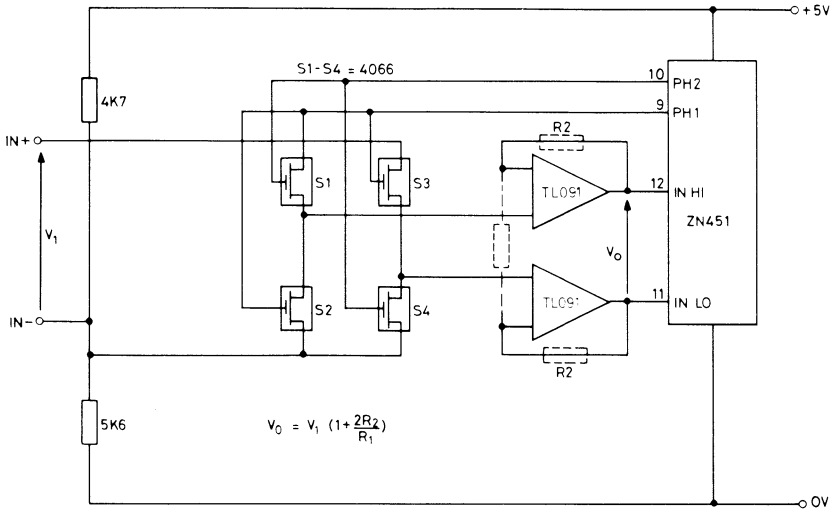 +5V
S1-S4 = 4066
10 PH2
4K7
9 PH1
IN+
R2
S1
S3
TL091
12 IN HI
ZN451
V1
VO
S2
S4
TL091
11 IN LO
IN-
R2
5K6
VO = V1 (1+2R2/R1)
0V